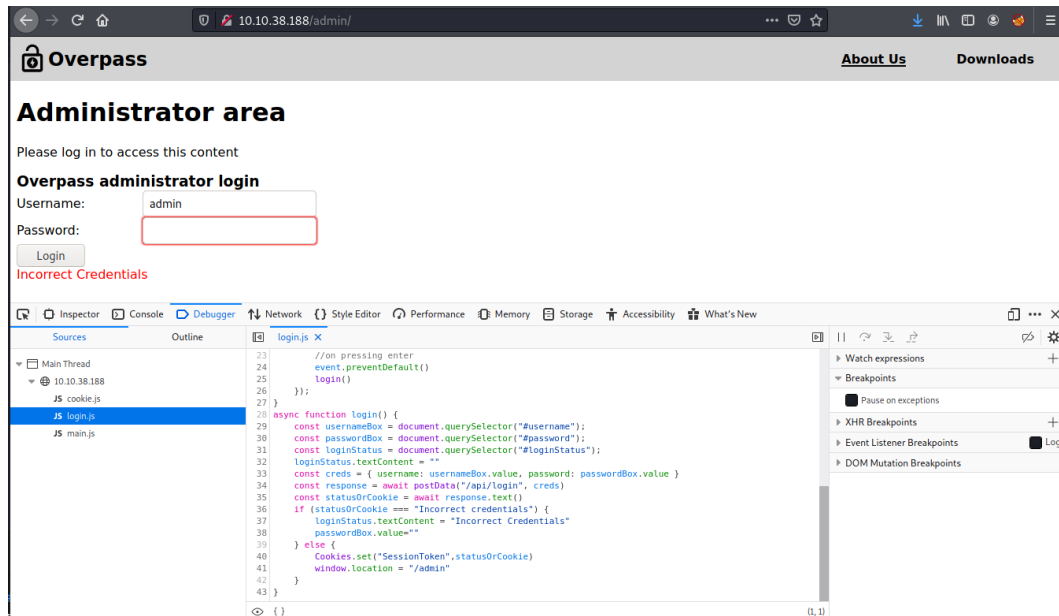 10.10.38.188/admin/
Overpass
About Us
Downloads
Administrator area
Please log in to access this content
Overpass administrator login
Username:
admin
Password:
Login
Incorrect Credentials
Inspector Console Debugger Network {} Style Editor Performance Memory Storage Accessibility What's New
Sources
Outline
login.js
Main Thread
10.10.38.188
JS cookie.js
JS login.js
JS main.js
23 //on pressing enter
24 event.preventDefault()
25 login()
26 });
27 }
28 async function login() {
29 const usernameBox = document.querySelector("#username");
30 const passwordBox = document.querySelector("#password");
31 const loginStatus = document.querySelector("#loginStatus");
32 loginStatus.textContent = ""
33 const creds = { username: usernameBox.value, password: passwordBox.value }
34 const response = await postData("/api/login", creds)
35 const statusOrCookie = await response.text()
36 if (statusOrCookie === "Incorrect credentials") {
37 loginStatus.textContent = "Incorrect Credentials"
38 passwordBox.value=""
39 } else {
40 Cookies.set("SessionToken",statusOrCookie)
41 window.location = "/admin"
42 }
43 }
{ }
(1, 1)
Watch expressions
Breakpoints
Pause on exceptions
XHR Breakpoints
Event Listener Breakpoints
Log
DOM Mutation Breakpoints